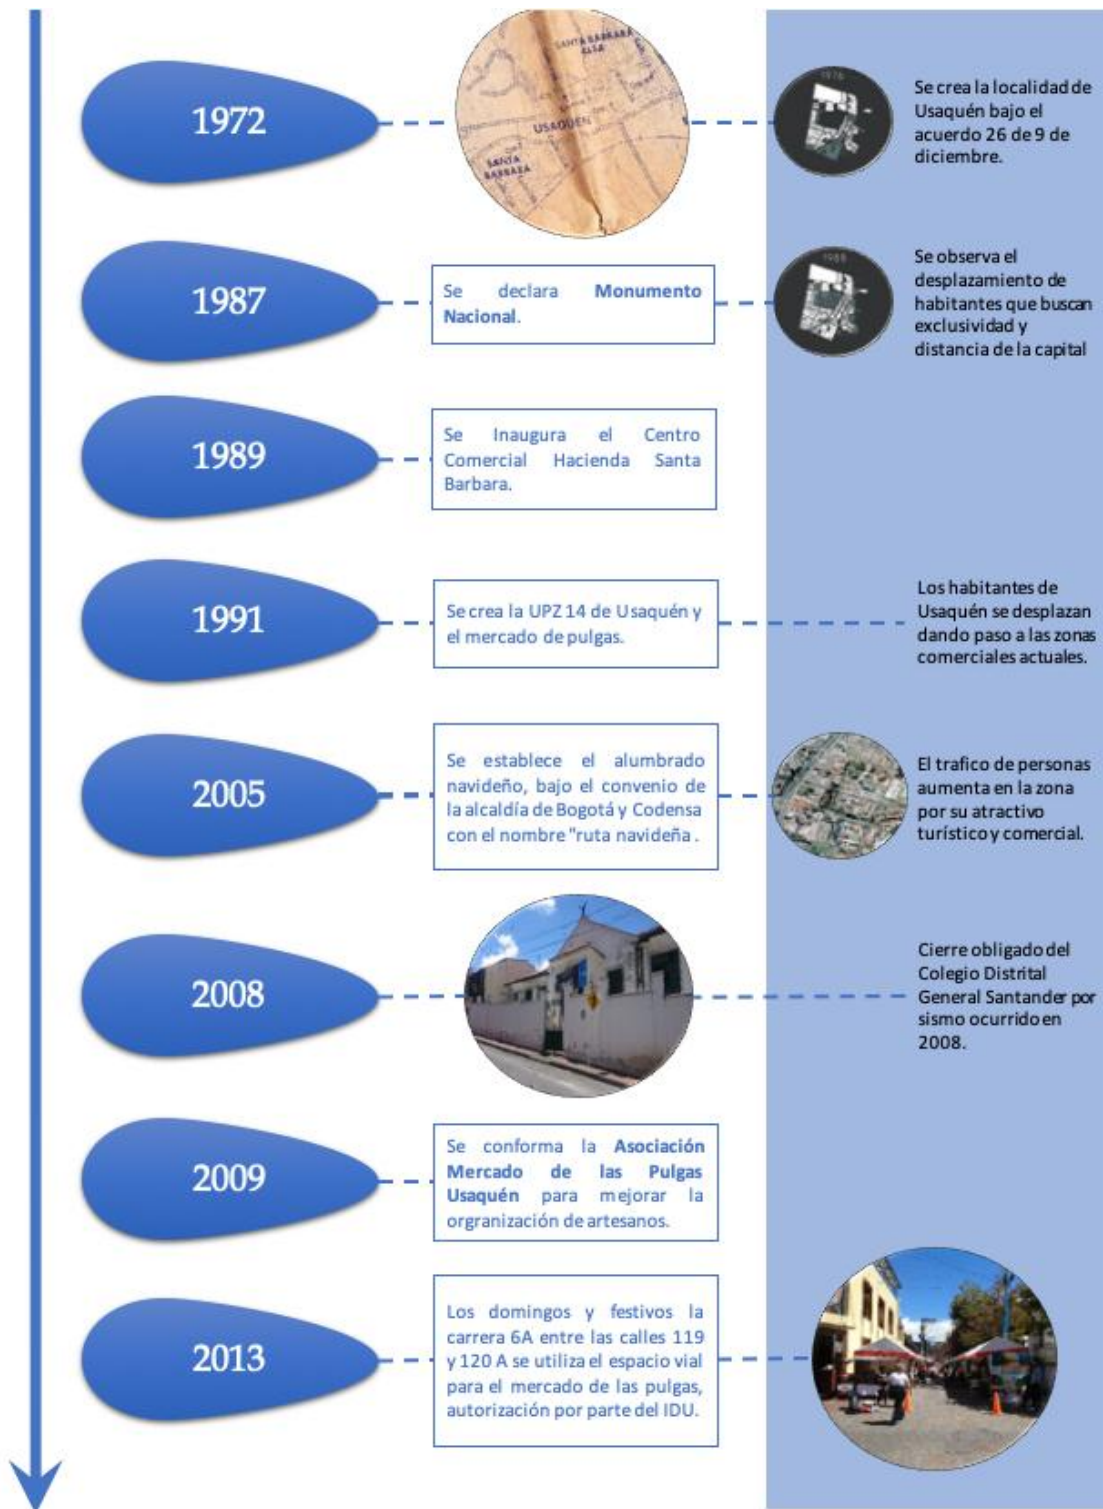 1972
SANTA BARBARA
ALTA
USAQUEN
SANTA
BARBARA
1976
Se crea la localidad de
Usaquén bajo el
acuerdo 26 de 9 de
diciembre.
1987
Se declara Monumento
Nacional.
Se observa el
desplazamiento de
habitantes que buscan
exclusividad y
distancia de la capital
1989
Se Inaugura el Centro
Comercial Hacienda Santa
Barbara.
1991
Se crea la UPZ 14 de Usaquén y
el mercado de pulgas.
Los habitantes de
Usaquén se desplazan
dando paso a las zonas
comerciales actuales.
2005
Se establece el alumbrado
navideño, bajo el convenio de
la alcaldía de Bogotá y Codensa
con el nombre "ruta navideña .
El trafico de personas
aumenta en la zona
por su atractivo
turístico y comercial.
2008
Cierre obligado del
Colegio Distrital
General Santander por
sismo ocurrido en
2008.
2009
Se conforma la Asociación
Mercado de las Pulgas
Usaquén para mejorar la
orgranización de artesanos.
2013
Los domingos y festivos la
carrera 6A entre las calles 119
y 120 A se utiliza el espacio vial
para el mercado de las pulgas,
autorización por parte del IDU.